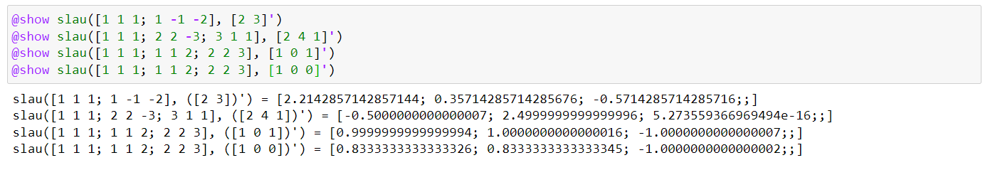 @show slau([1 1 1; 1 -1 -2], [2 3]')
@show slau([1 1 1; 2 2 -3; 3 1 1], [2 4 1]')
@show slau([1 1 1; 1 1 2; 2 2 3], [1 0 1]')
@show slau([1 1 1; 1 1 2; 2 2 3], [1 0 0]')
slau([1 1 1; 1 -1 -2], ([2 3])') = [2.2142857142857144; 0.35714285714285676; -0.5714285714285716;;]
slau([1 1 1; 2 2 -3; 3 1 1], ([2 4 1])') = [-0.5000000000000007; 2.4999999999999996; 5.273559366969494e-16;;]
slau([1 1 1; 1 1 2; 2 2 3], ([1 0 1])') = [0.9999999999999994; 1.0000000000000016; -1.0000000000000007;;]
slau([1 1 1; 1 1 2; 2 2 3], ([1 0 0])') = [0.8333333333333326; 0.8333333333333345; -1.0000000000000002;;]